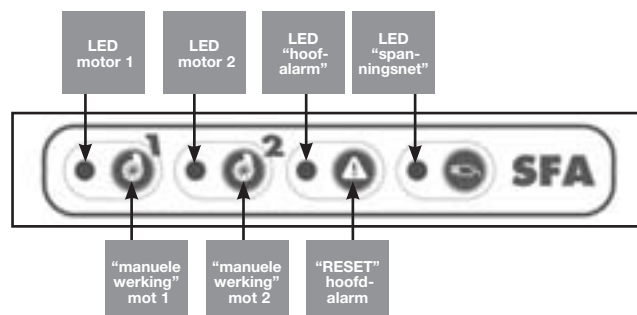 LED
motor 1
LED
motor 2
LED
“hoof-
alarm”
LED
“span-
ningsnet”
1
2
SFA
“manuele
werking”
mot 1
“manuele
werking”
mot 2
“RESET”
hoofd-
alarm